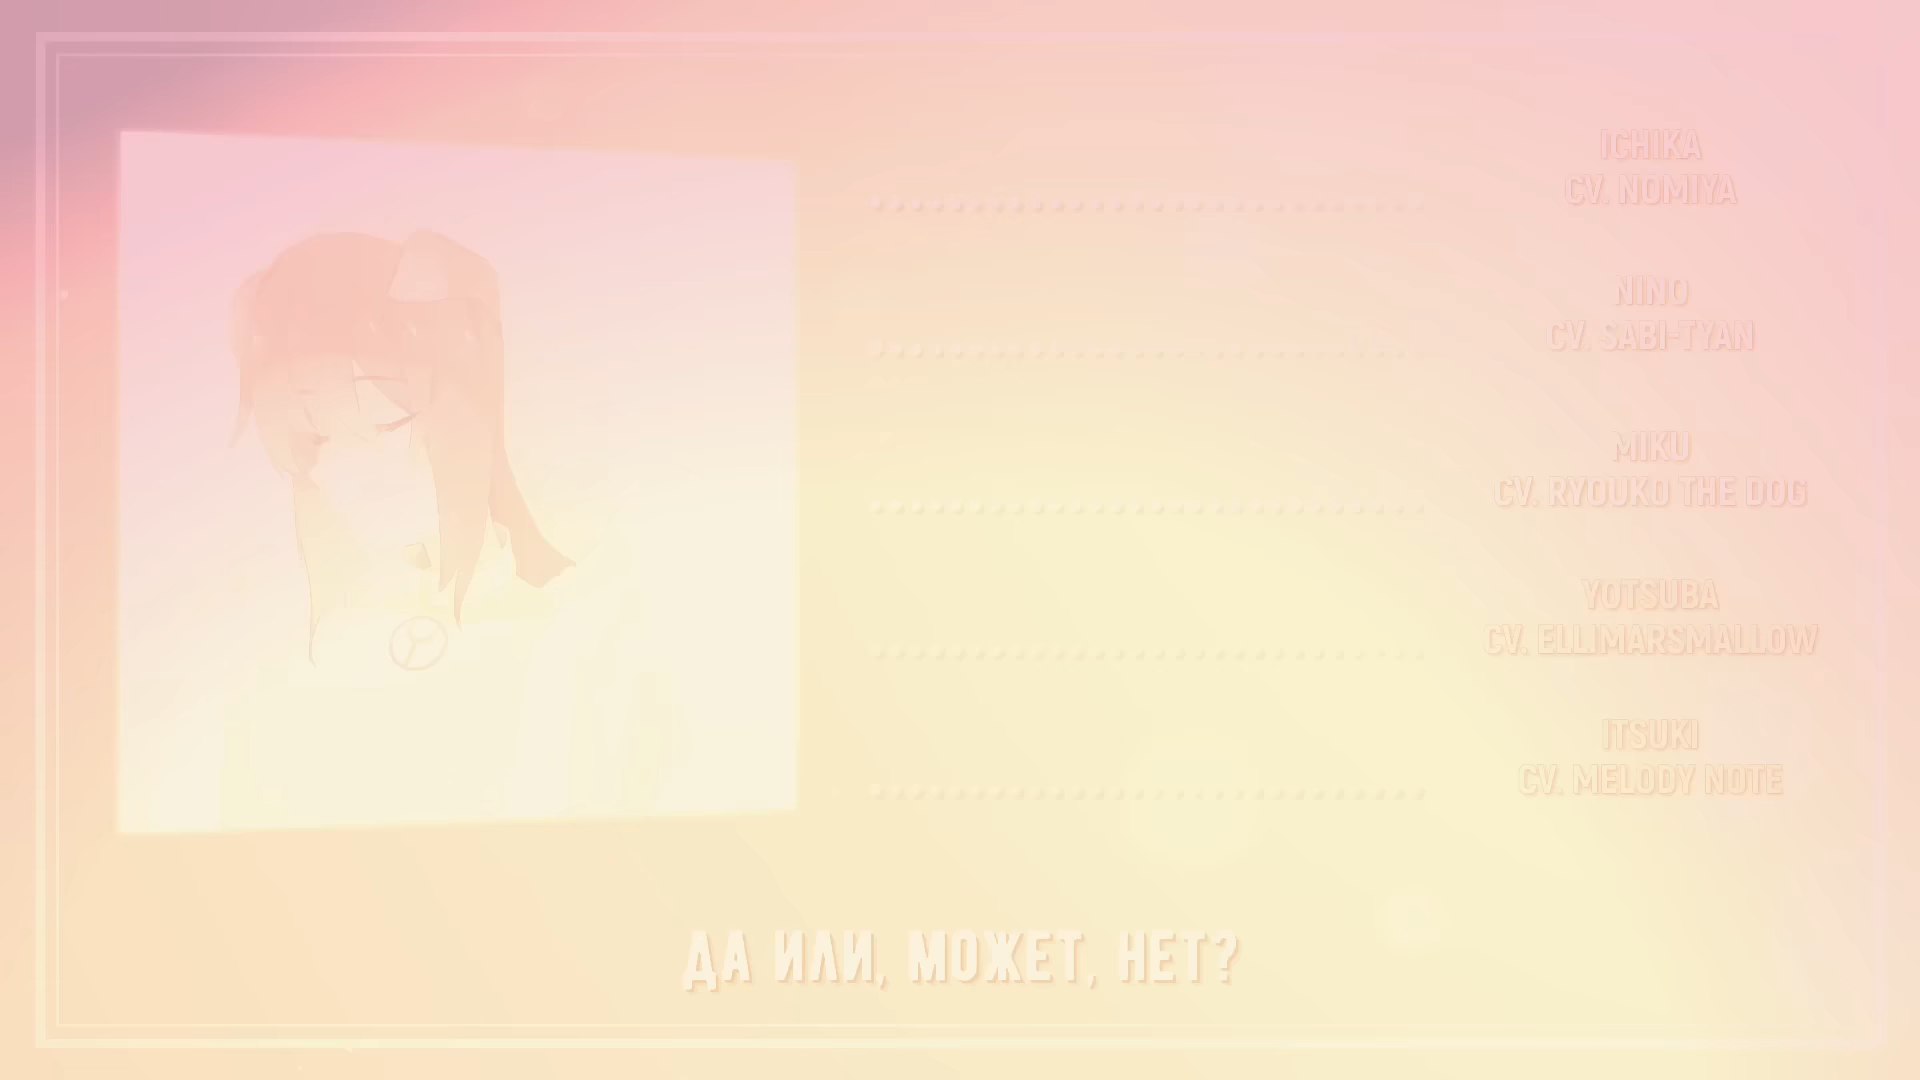 ICHIKA
CV. NOMIYA
NINO
CV. SABI-TYAN
MIKU
CV. RYOUKO THE DOG
YOTSUBA
CV. ELLIMARSMALLOW
ITSUKI
CV. MELODY NOTE
ДА ИЛИ, МОЖЕТ, НЕТ?